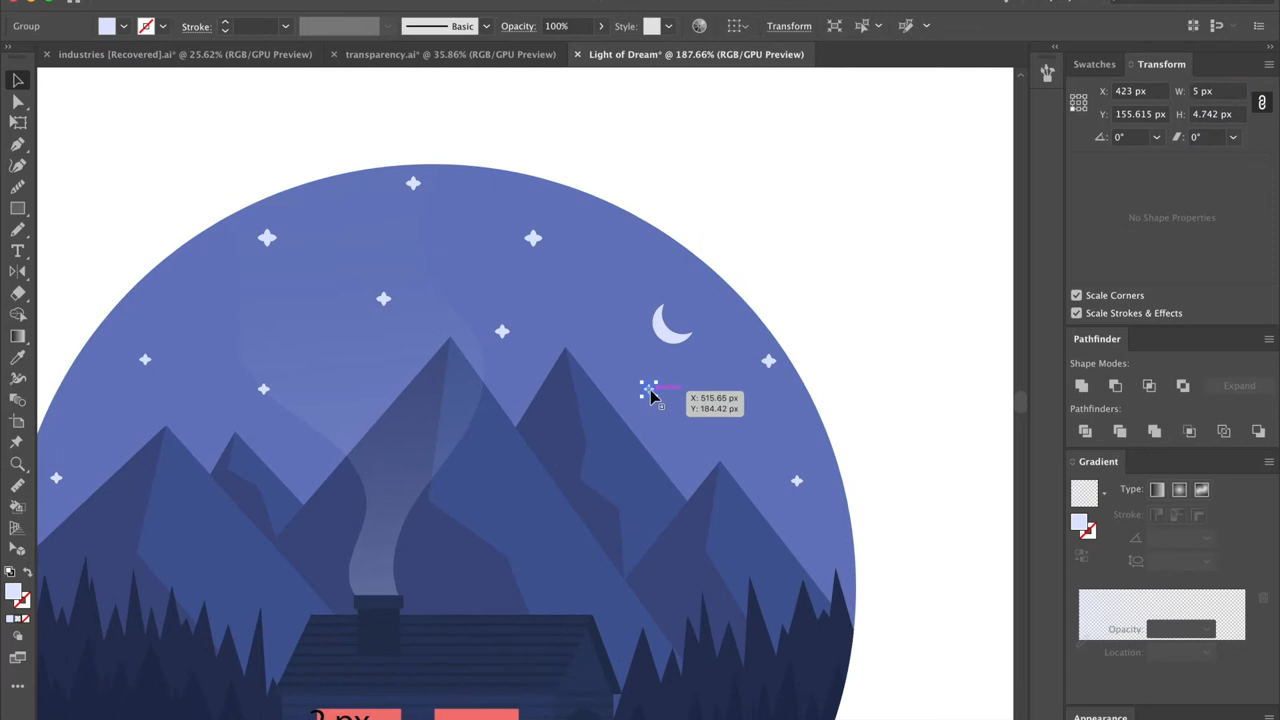 Group Stroke: Basic Opacity: 100% Style: Transform
industries [Recovered].ai* @ 25.62% (RGB/GPU Preview) transparency.ai* @ 35.86% (RGB/GPU Preview) Light of Dream* @ 187.66% (RGB/GPU Preview)
Swatches Transform
X: 423 px W: 5 px
Y: 155.615 px H: 4.742 px
0° 0°
No Shape Properties
Scale Corners
Scale Strokes & Effects
Pathfinder
Shape Modes:
Expand
Pathfinders:
Gradient
Type:
Stroke:
Opacity:
Location:
Appearance
X: 515.65 px
Y: 184.42 px
px